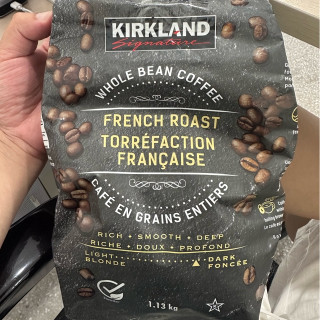 KIRKLAND
Signature
WHOLE BEAN COFFEE
FRENCH ROAST
TORRÉFACTION
FRANÇAISE
CAFÉ EN GRAINS ENTIERS
RICH + SMOOTH + DEEP
RICHE + DOUX + PROFOND
LIGHT
BLONDE
DARK
FONCÉE
1.13 kg